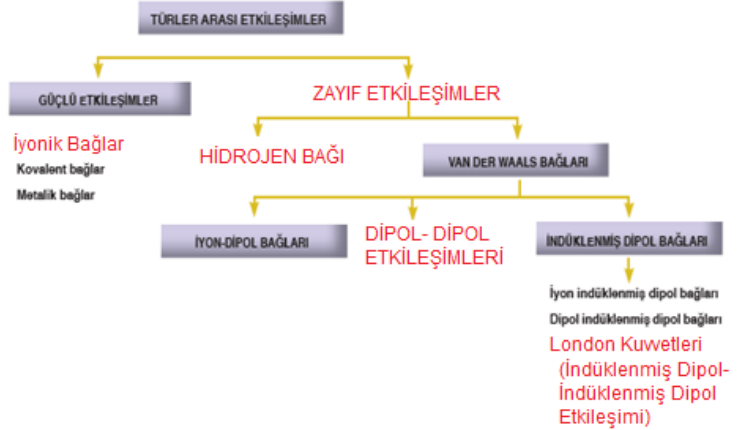 TÜRLER ARASI ETKİLEŞİMLER
GÜÇLÜ ETKİLEŞİMLER
ZAYIF ETKİLEŞİMLER
İyonik Bağlar
Kovalent bağlar
Metalik bağlar
HİDROJEN BAĞI
VAN DER WAALS BAĞLARI
İYON-DİPOL BAĞLARI
DİPOL- DİPOL
ETKİLEŞİMLERİ
İNDÜKLENMİŞ DİPOL BAĞLARI
İyon indüklenmiş dipol bağları
Dipol indüklenmiş dipol bağları
London Kuvvetleri
(İndüklenmiş Dipol-
İndüklenmiş Dipol
Etkileşimi)